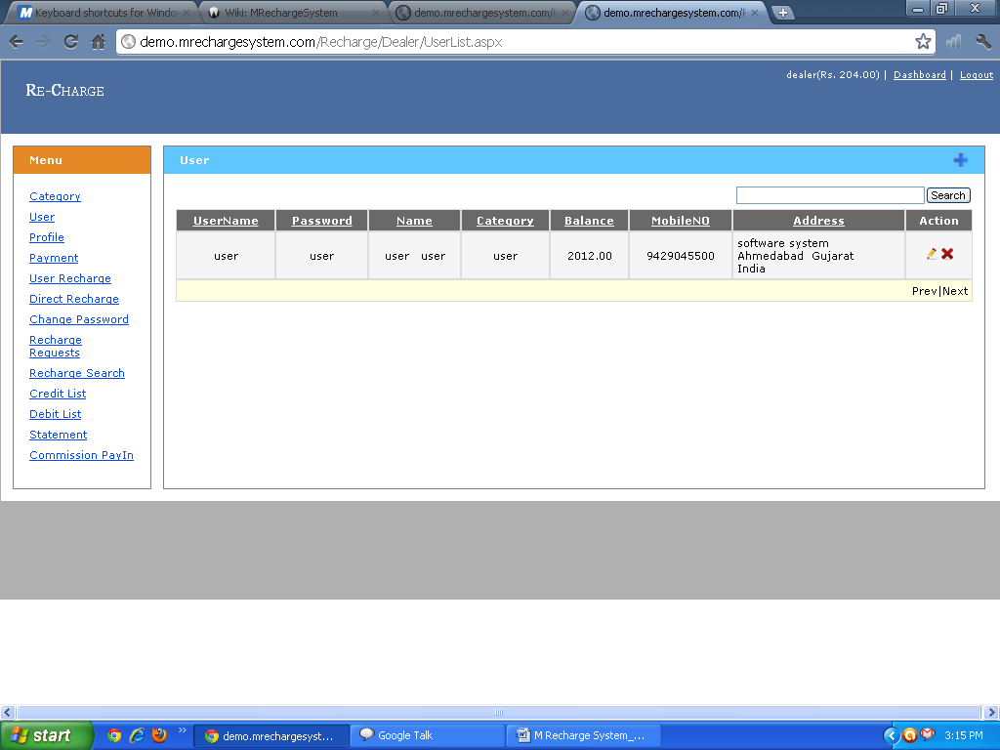 Keyboard shortcuts for Windo
Wiki: MRechargeSystem
demo.mrechargesystem.com/
demo.mrechargesystem.com/
demo.mrechargesystem.com/Recharge/Dealer/UserList.aspx
dealer(Rs. 204.00) | Dashboard | Logout
RE-CHARGE
Menu
User
Category
User
Profile
Payment
User Recharge
Direct Recharge
Change Password
Recharge
Requests
Recharge Search
Credit List
Debit List
Statement
Commission PayIn
Search
UserName Password Name Category Balance MobileNO Address Action
user user user user user 2012.00 9429045500 software system
Ahmedabad Gujarat
India
Prev|Next
start
demo.mrechargesyst...
Google Talk
M Recharge System_...
3:15 PM